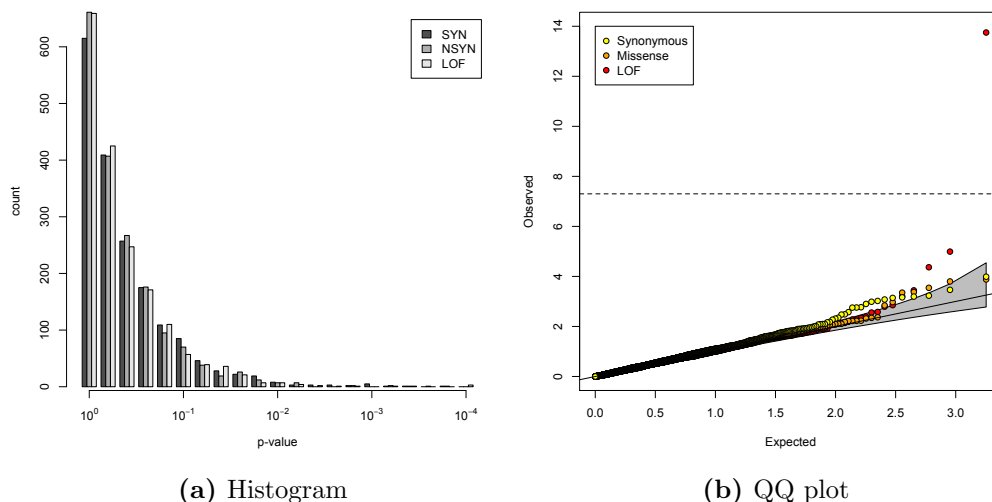 SYN
NSYN
LOF
count
600
500
400
300
200
100
0
10⁰
10⁻¹
10⁻²
10⁻³
10⁻⁴
p-value
(a) Histogram
Synonymous
Missense
LOF
Observed
14
12
10
8
6
4
2
0
0.0
0.5
1.0
1.5
2.0
2.5
3.0
Expected
(b) QQ plot